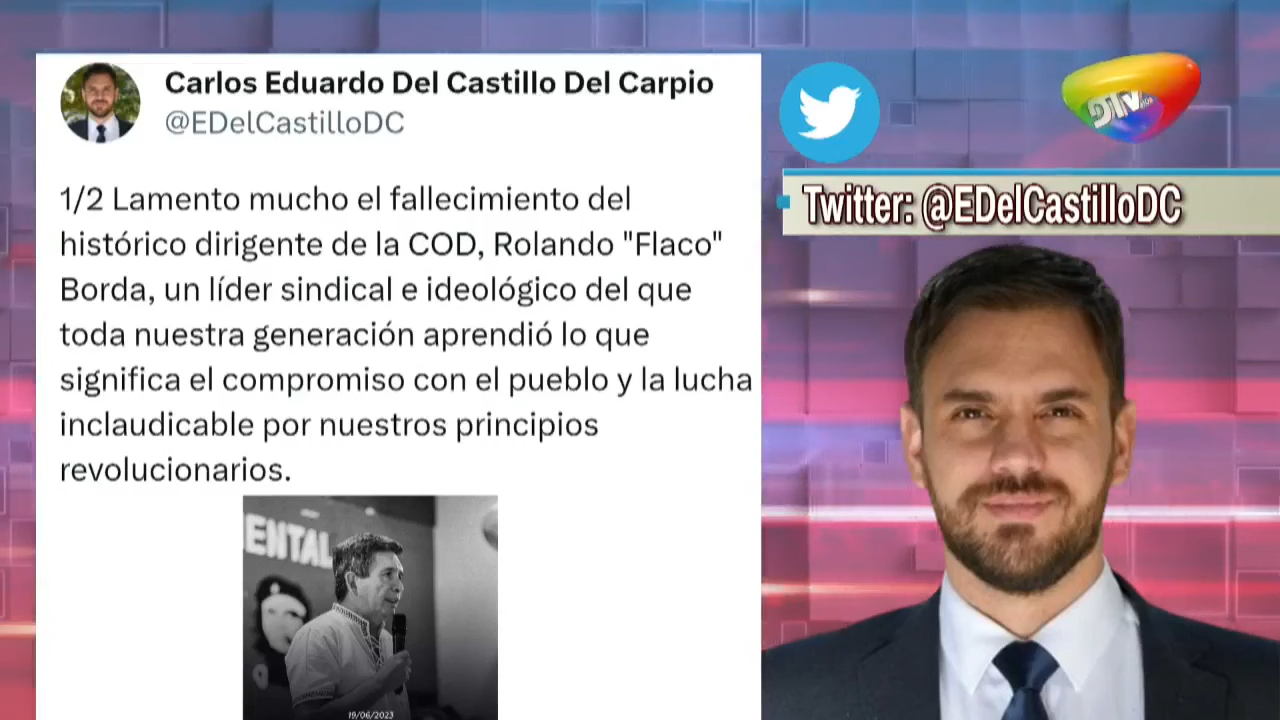 Carlos Eduardo Del Castillo Del Carpio
@EDelCastilloDC
1/2 Lamento mucho el fallecimiento del
histórico dirigente de la COD, Rolando "Flaco"
Borda, un líder sindical e ideológico del que
toda nuestra generación aprendió lo que
significa el compromiso con el pueblo y la lucha
inclaudicable por nuestros principios
revolucionarios.
ENTAL
19/06/2023
DTV
Twitter: @EDelCastilloDC